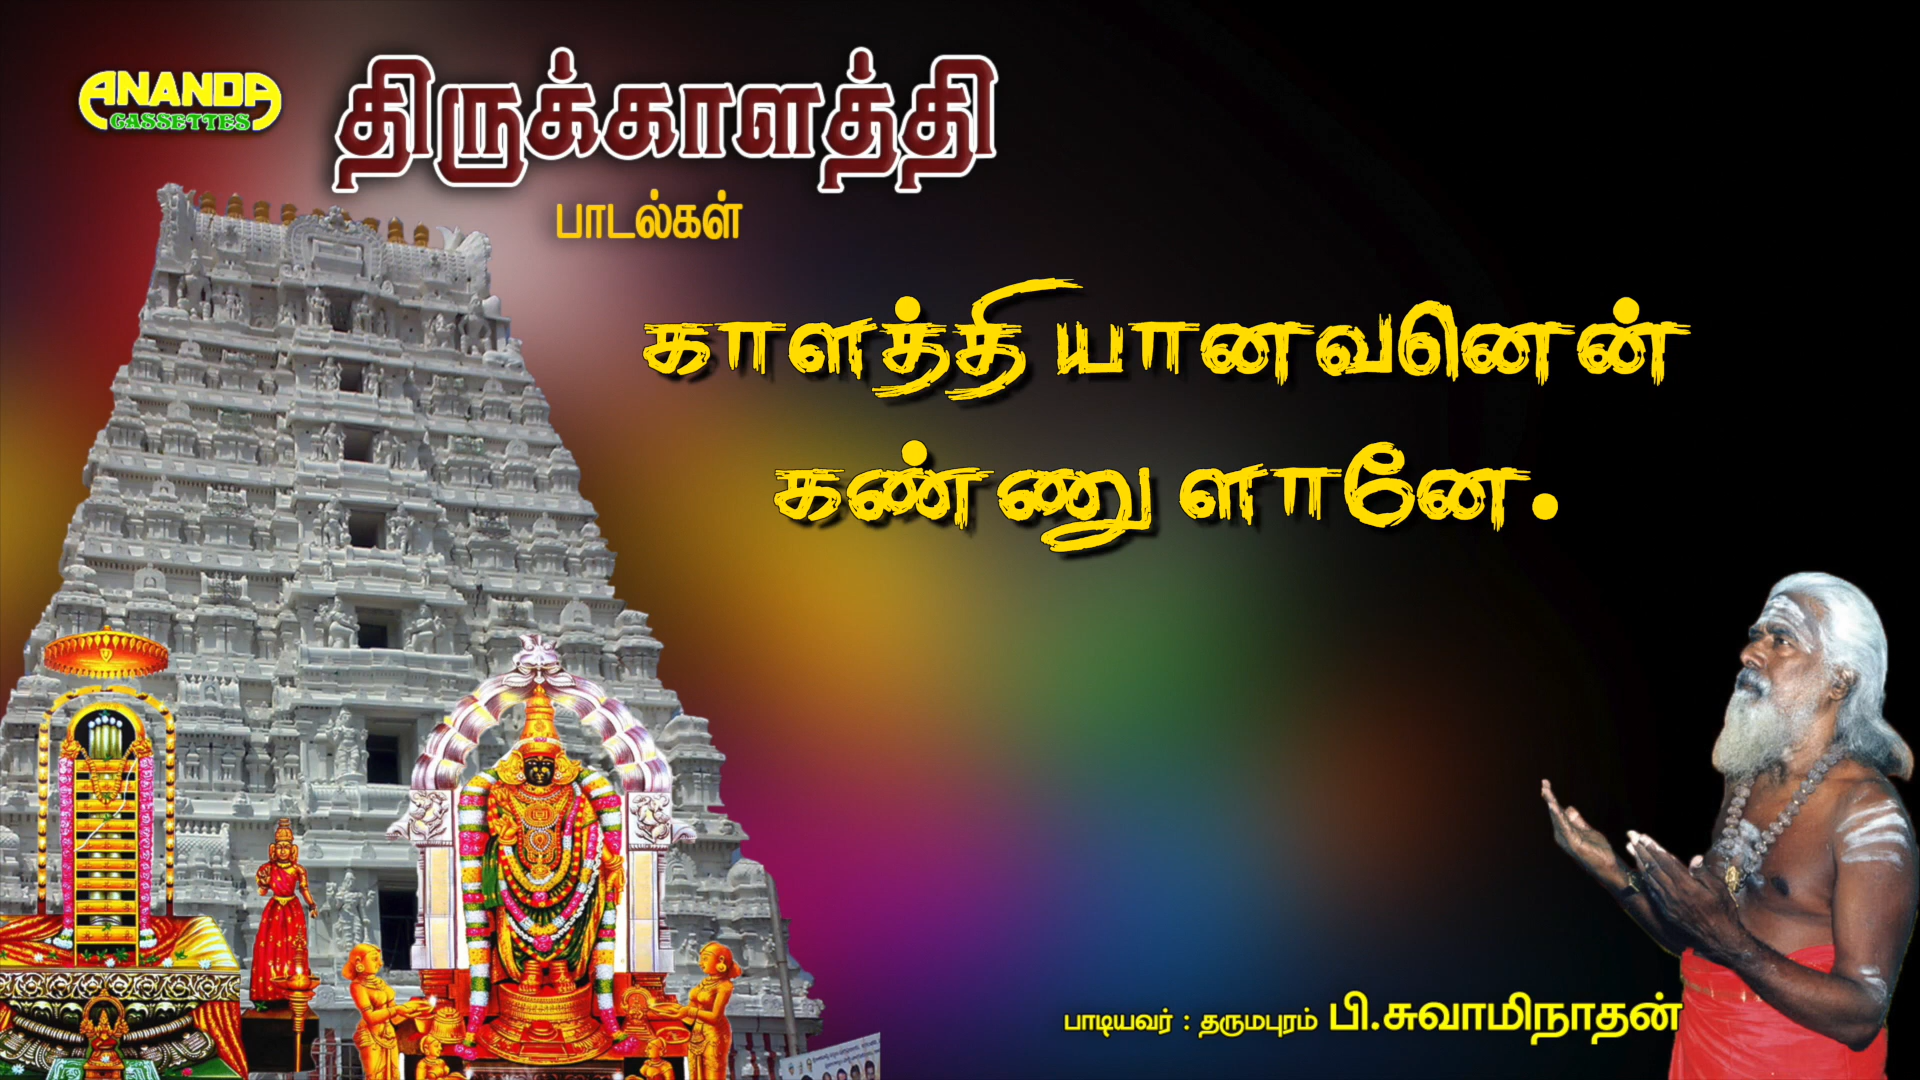 ANANDA
CASSETTES
திருக்காளத்தி
பாடல்கள்
காளத்தி யானவனென்
கண்ணு ளானே.
பாடியவர் : தருமபுரம் பி.சுவாமிநாதன்